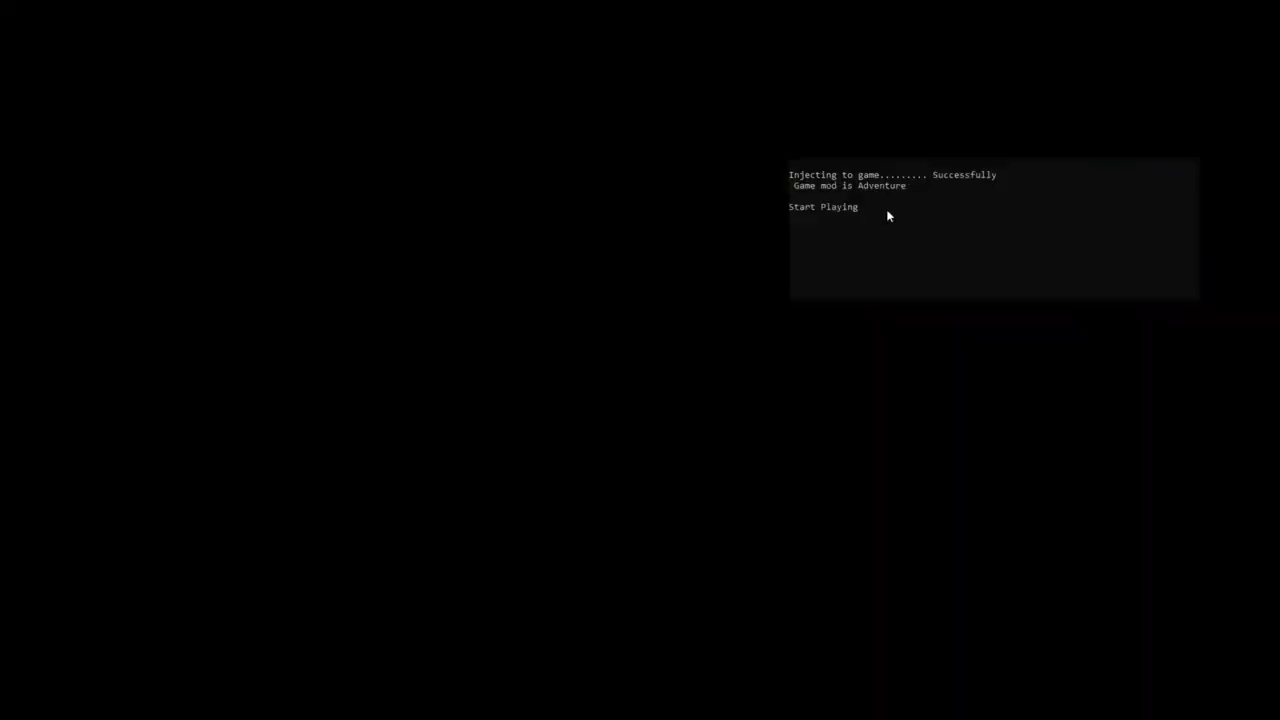 Injecting to game......... Successfully
Game mod is Adventure
Start Playing